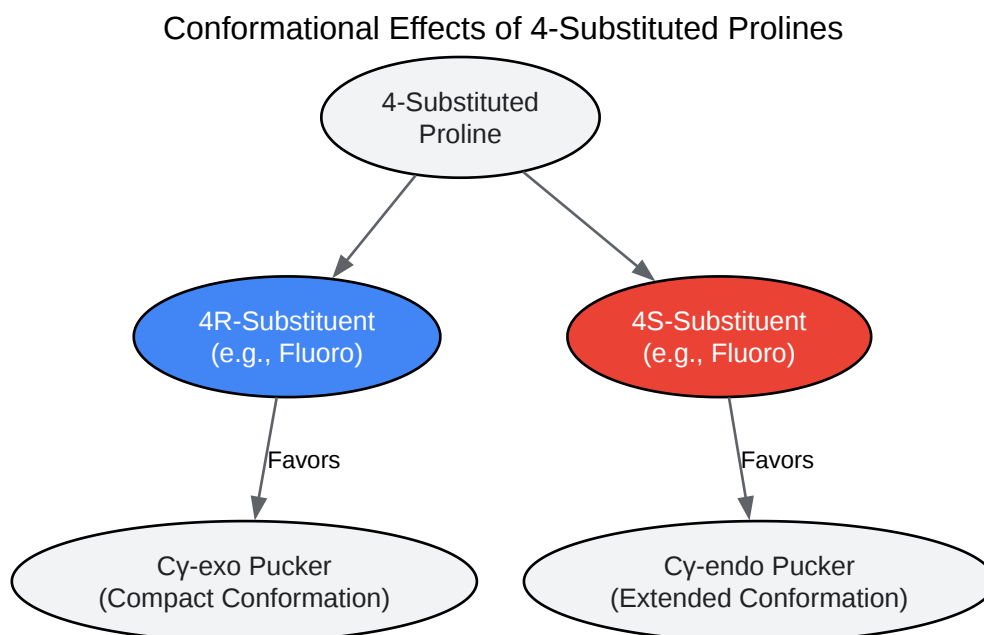 Conformational Effects of 4-Substituted Prolines
4-Substituted
Proline
4R-Substituent
(e.g., Fluoro)
4S-Substituent
(e.g., Fluoro)
Favors
Favors
Cγ-exo Pucker
(Compact Conformation)
Cγ-endo Pucker
(Extended Conformation)